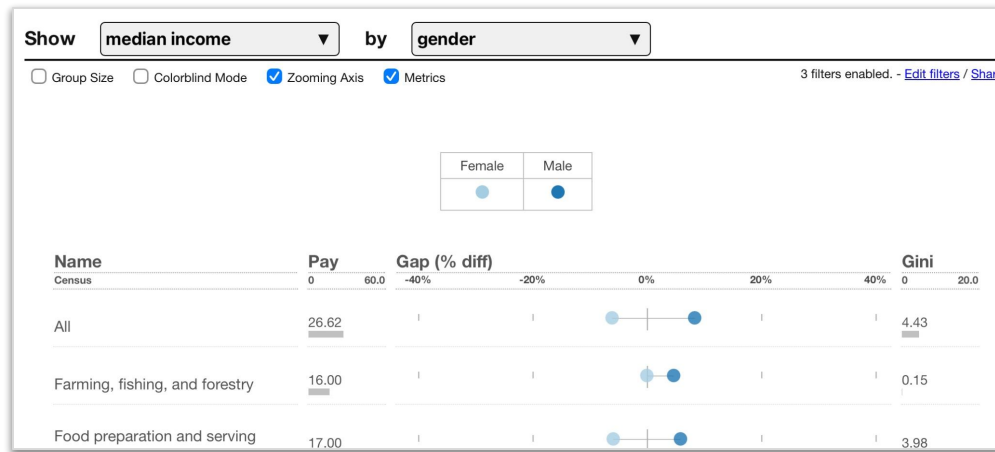 Show median income ▼ by gender ▼
Group Size Colorblind Mode Zooming Axis Metrics 3 filters enabled. - Edit filters /
Female Male
Name Pay Gap (% diff) Gini
Census 0 60.0 -40% -20% 0% 20% 40% 0 20.0
All 26.62 4.43
Farming, fishing, and forestry 16.00 0.15
Food preparation and serving 17.00 3.98